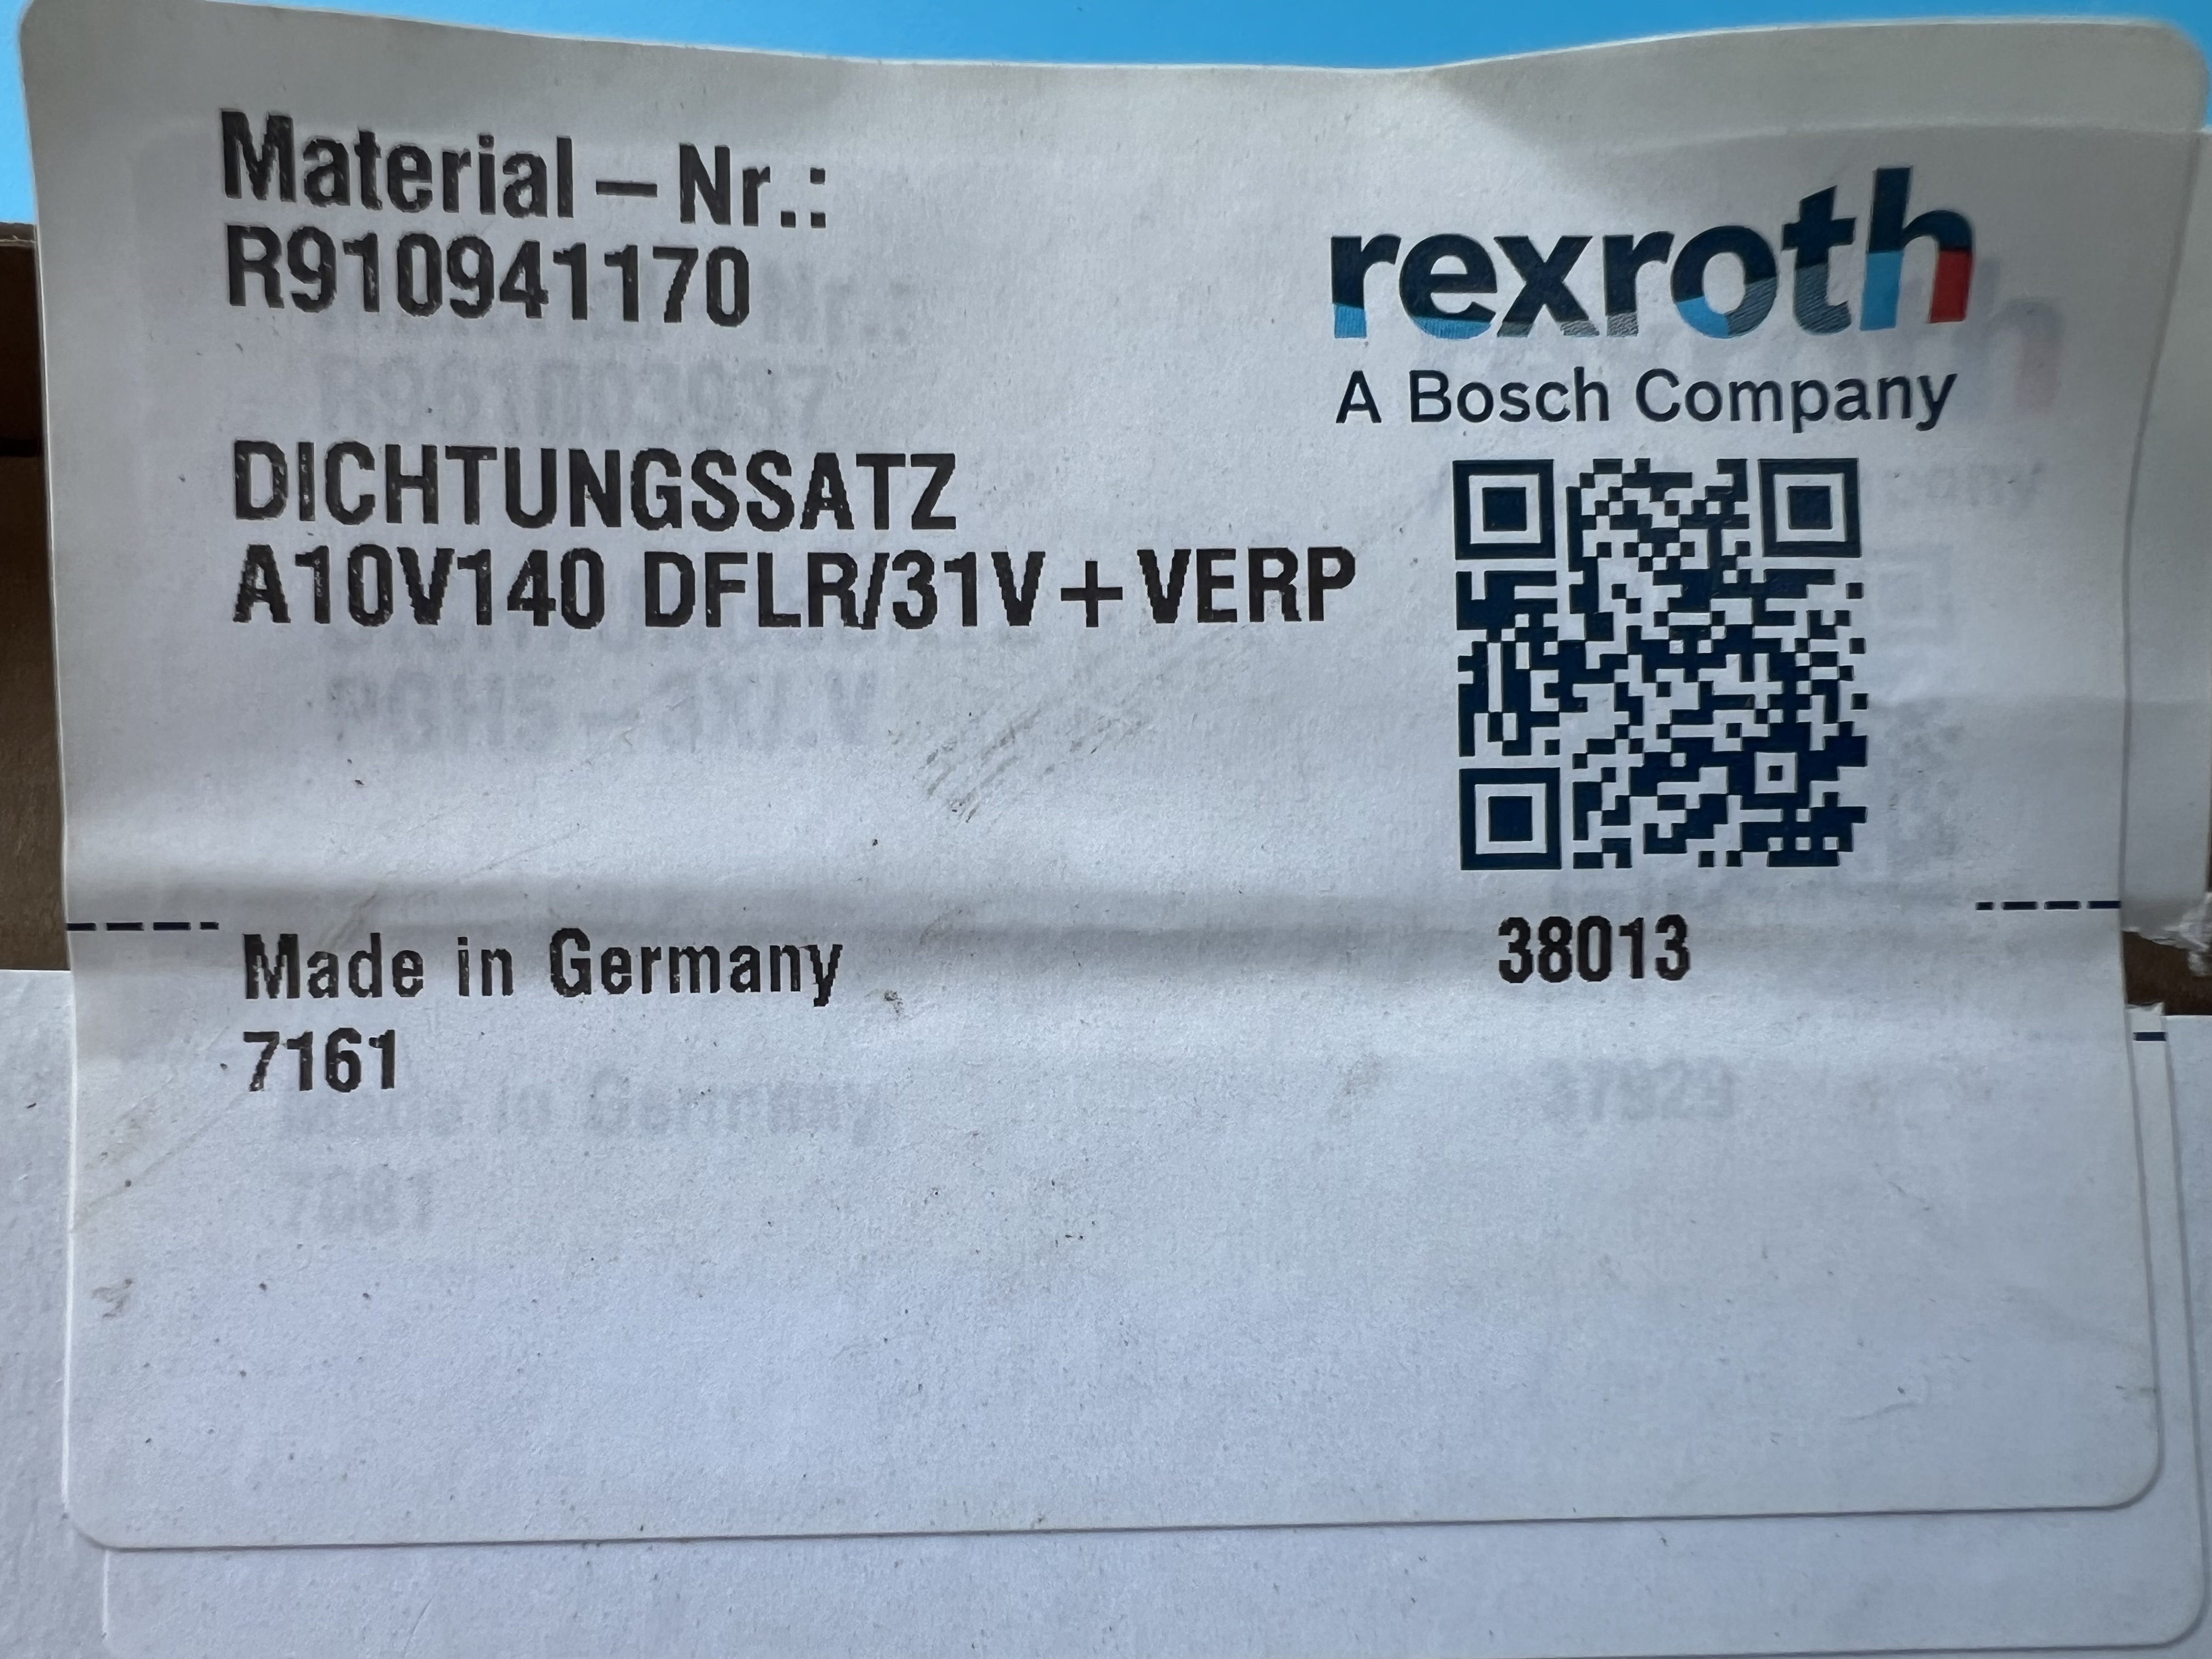 Material-Nr.:
R910941170
rexroth
A Bosch Company
DICHTUNGSSATZ
A10V140 DFLR/31V+VERP
Made in Germany
38013
7161